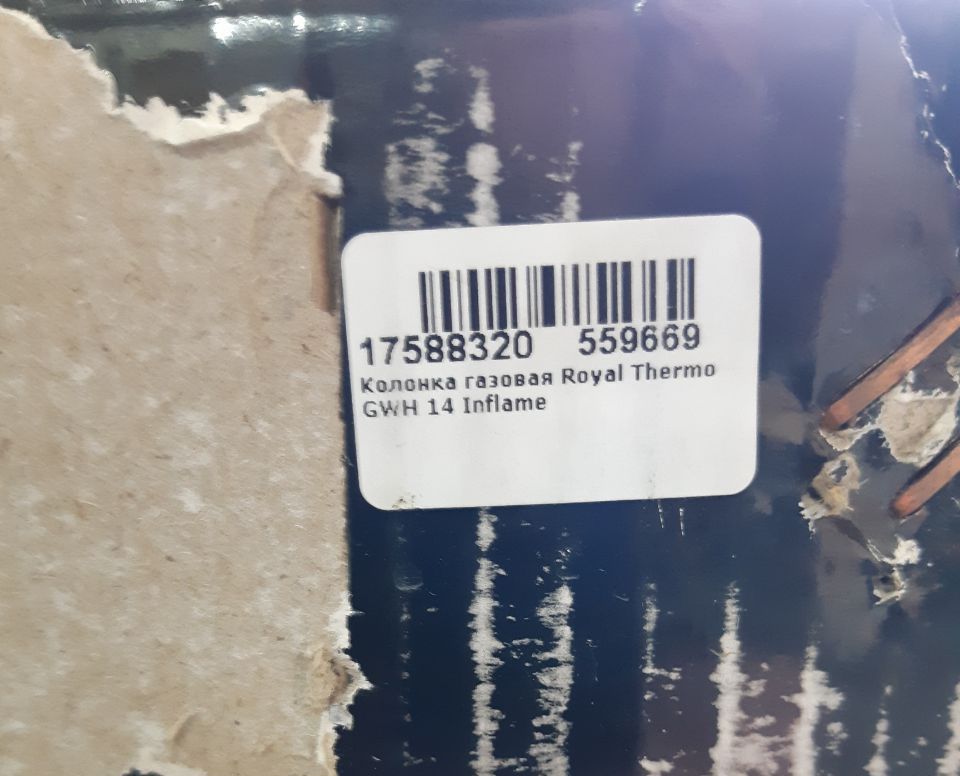 17588320 559669
Колонка газовая Royal Thermo
GWH 14 Inflame